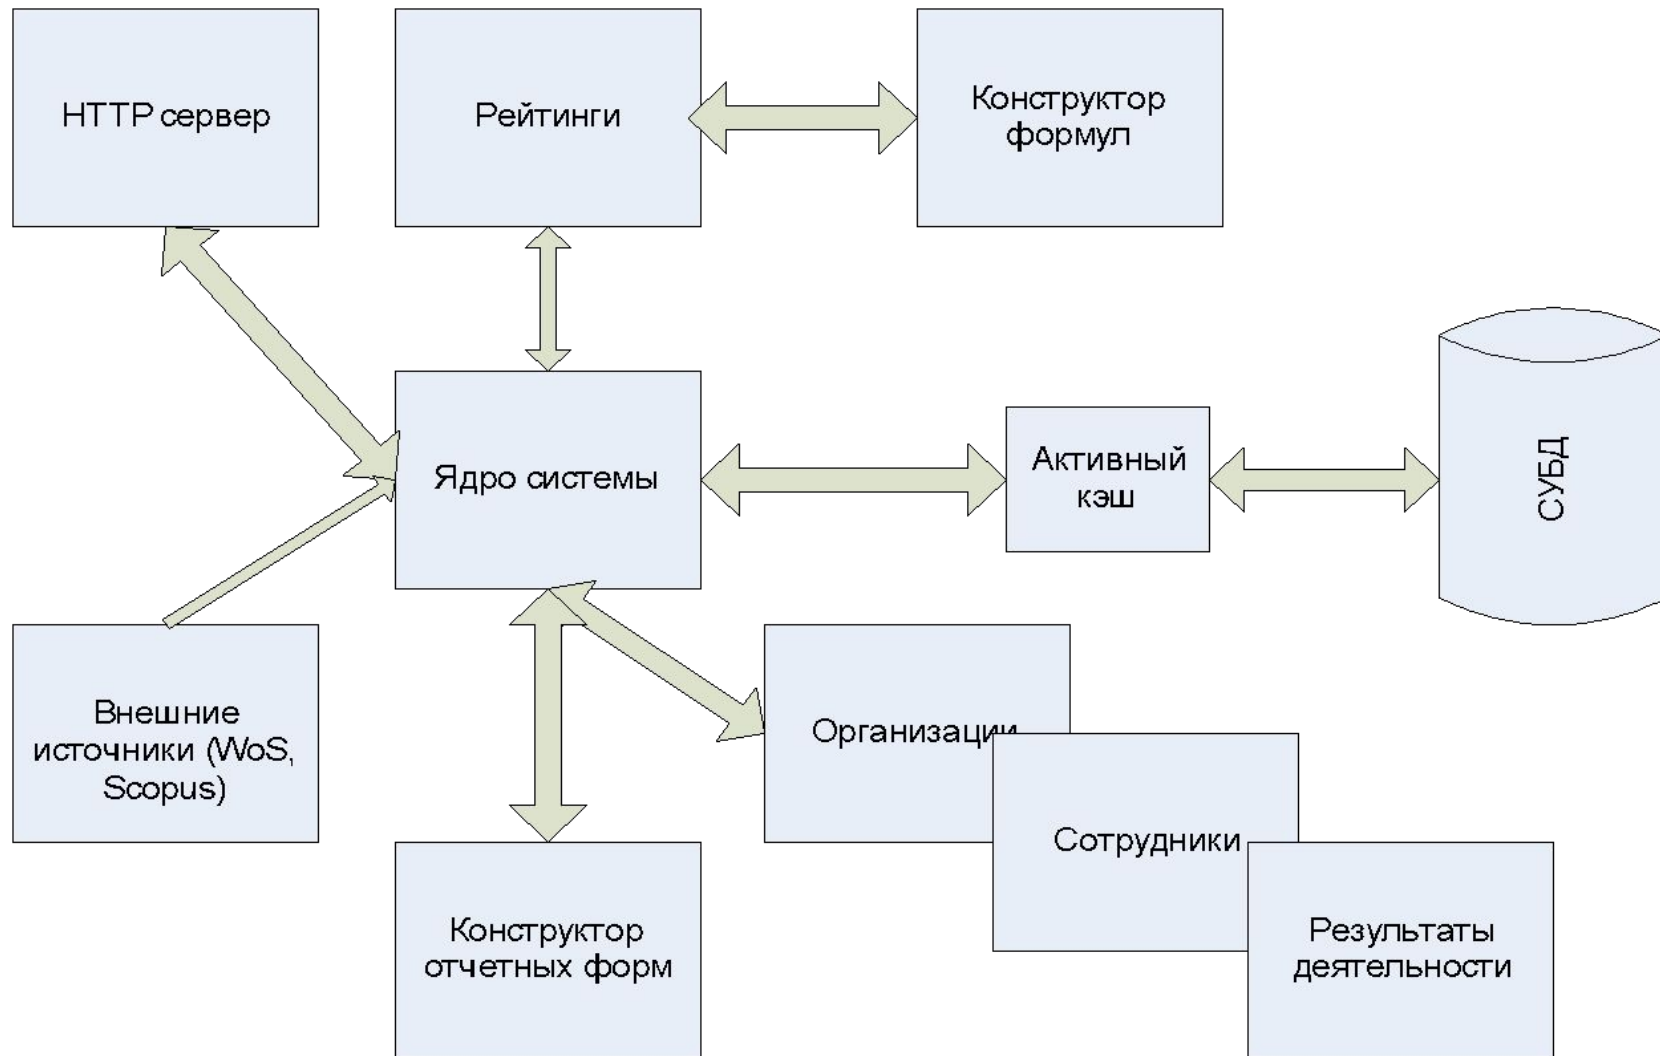 HTTP сервер
Рейтинги
Конструктор
формул
Ядро системы
Активный
кэш
СУБД
Внешние
источники (WoS,
Scopus)
Организации
Сотрудники
Конструктор
отчетных форм
Результаты
деятельности